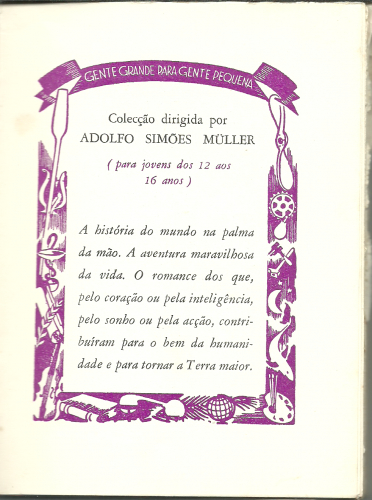 GENTE GRANDE PARA GENTE PEQUENA
Colecção dirigida por
ADOLFO SIMÕES MÜLLER
( para jovens dos 12 aos
16 anos )
A história do mundo na palma
da mão. A aventura maravilhosa
da vida. O romance dos que,
pelo coração ou pela inteligência,
pelo sonho ou pela acção, contri-
buíram para o bem da humani-
dade e para tornar a Terra maior.